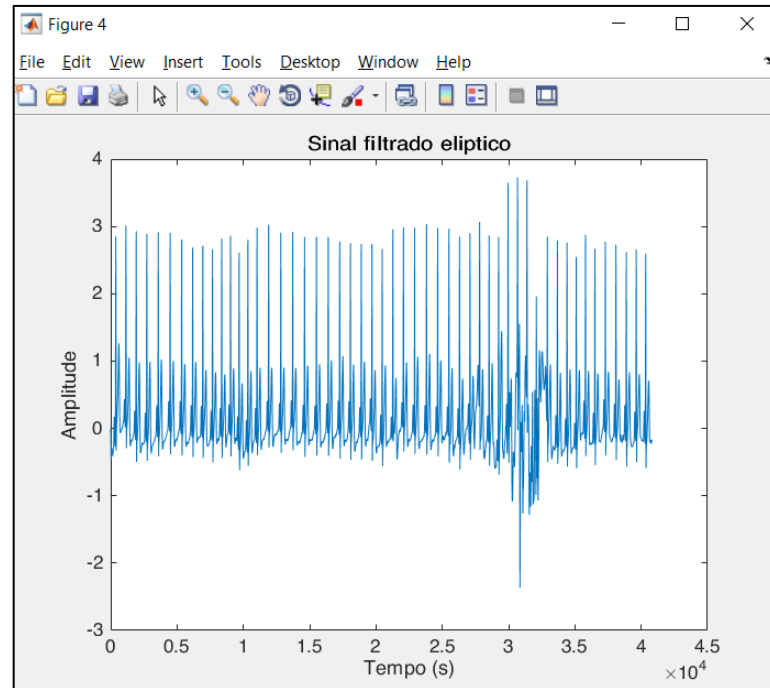 Figure 4
File Edit View Insert Tools Desktop Window Help
Sinal filtrado eliptico
4
3
2
1
0
-1
-2
-3
Amplitude
0 0.5 1 1.5 2 2.5 3 3.5 4 4.5
Tempo (s)
×10^4